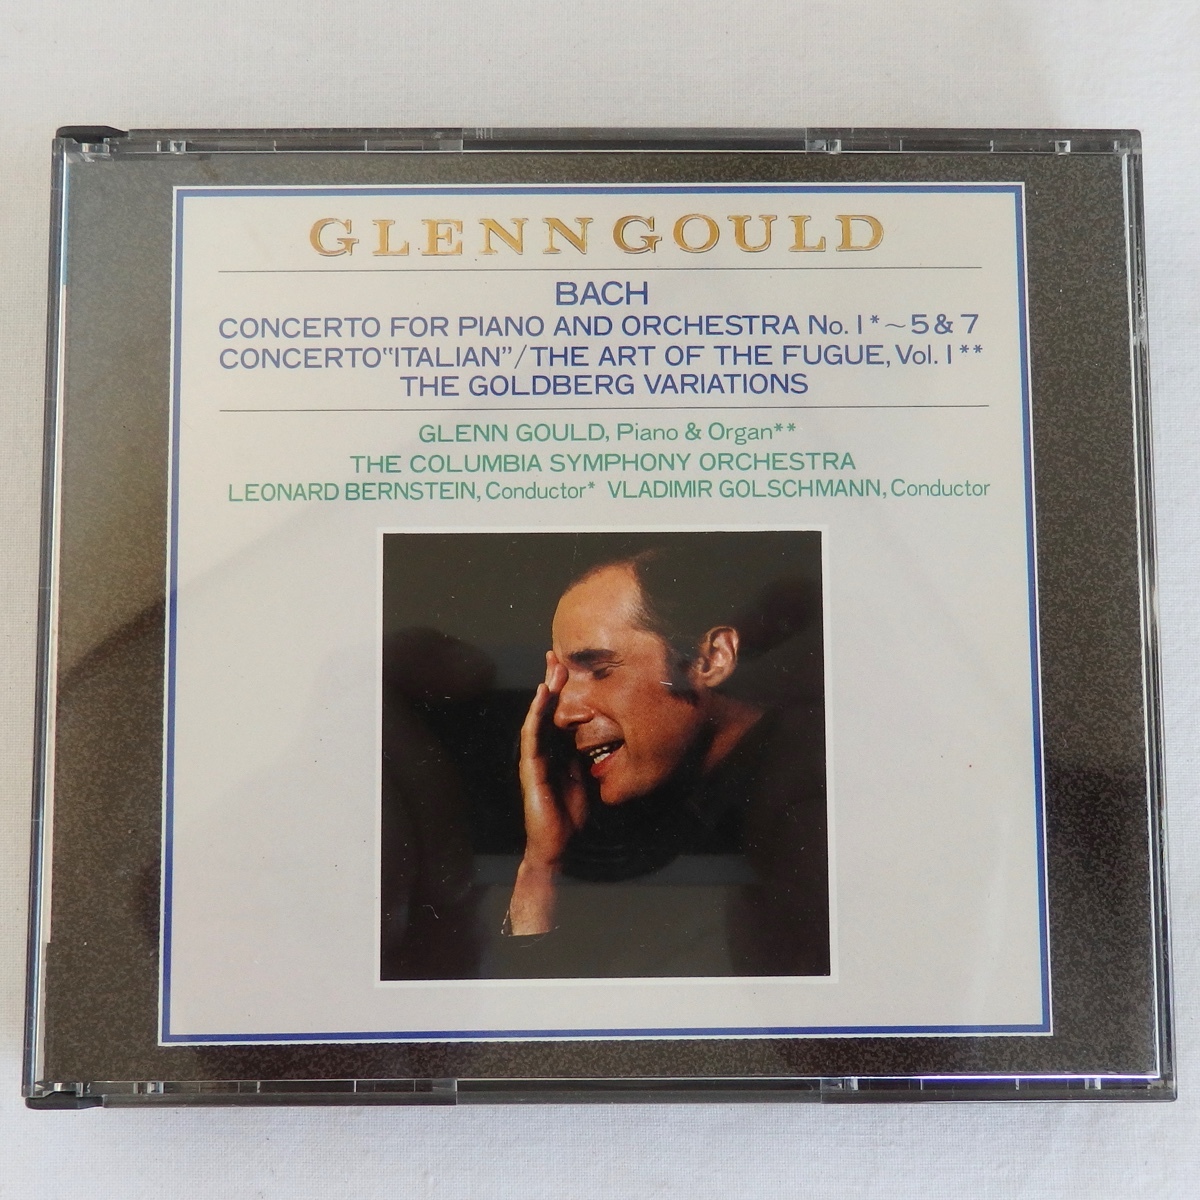 GLENN GOULD
BACH
CONCERTO FOR PIANO AND ORCHESTRA No. 1*~5 & 7
CONCERTO "ITALIAN"/THE ART OF THE FUGUE, Vol. 1**
THE GOLDBERG VARIATIONS
GLENN GOULD, Piano & Organ**
THE COLUMBIA SYMPHONY ORCHESTRA
LEONARD BERNSTEIN, Conductor* VLADIMIR GOLSCHMANN, Conductor